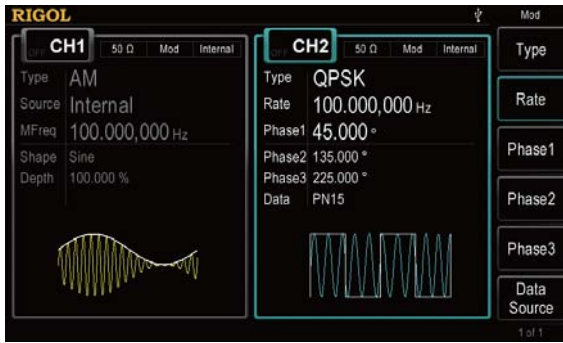 RIGOL
Mod
OFF CH1 50 Ω Mod Internal
Type AM
Source Internal
MFreq 100.000,000 Hz
Shape Sine
Depth 100.000 %
OFF CH2 50 Ω Mod Internal
Type QPSK
Rate 100.000,000 Hz
Phase1 45.000 °
Phase2 135.000 °
Phase3 225.000 °
Data PN15
Type
Rate
Phase1
Phase2
Phase3
Data
Source
1 of 1